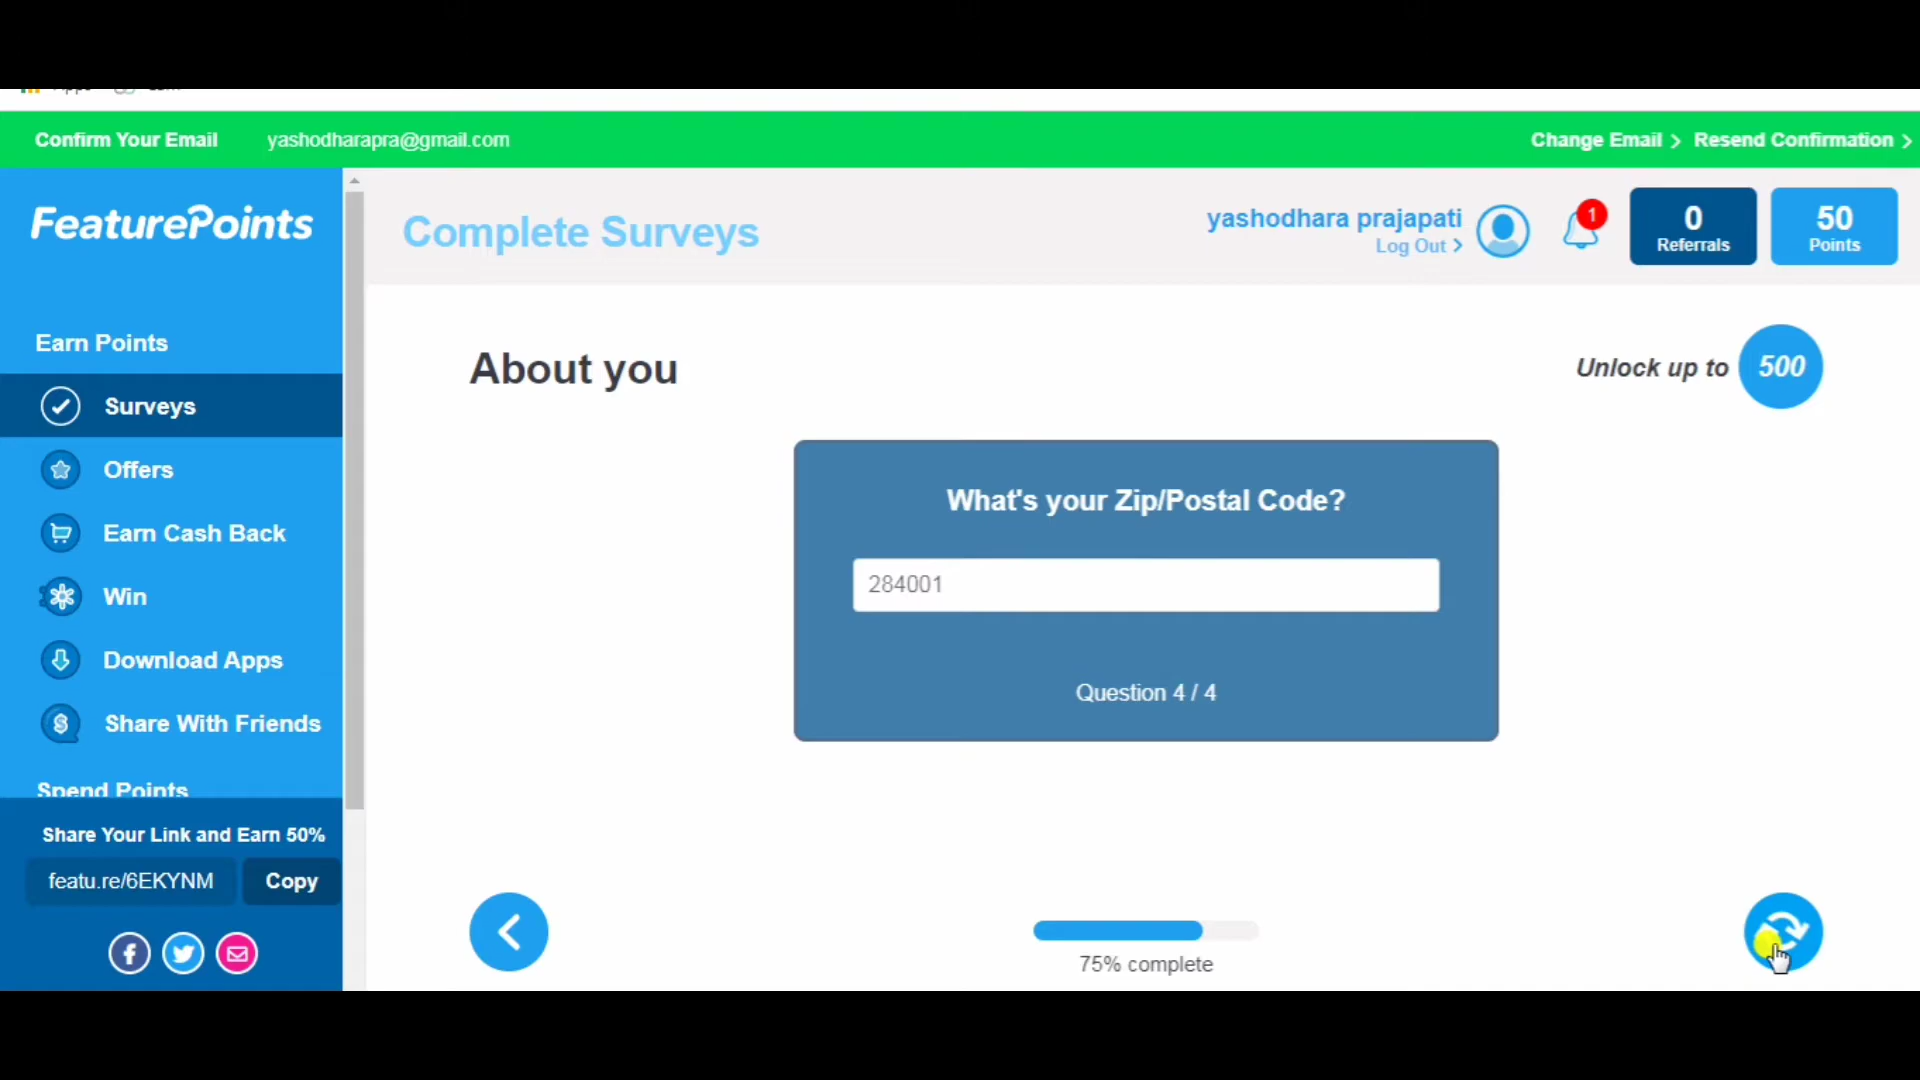 Confirm Your Email yashodharapra@gmail.com Change Email > Resend Confirmation >
FeaturePoints
Complete Surveys
yashodhara prajapati
Log Out >
1
0
Referrals
50
Points
Earn Points
Surveys
Offers
Earn Cash Back
Win
Download Apps
Share With Friends
Spend Points
Share Your Link and Earn 50%
featu.re/6EKYNM Copy
About you
Unlock up to 500
What's your Zip/Postal Code?
284001
Question 4 / 4
75% complete